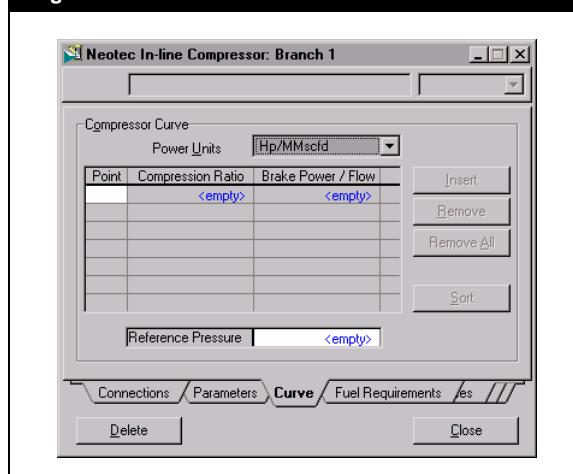 Neotec In-line Compressor: Branch 1
Compressor Curve
Power Units Hp/MMscfd
Point Compression Ratio Brake Power / Flow
<empty> <empty>
Insert
Remove
Remove All
Sort
Reference Pressure <empty>
Connections Parameters Curve Fuel Requirements es
Delete Close